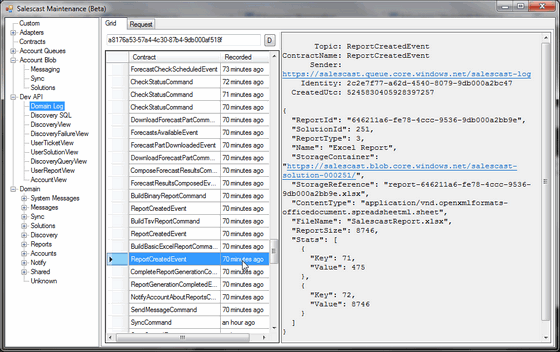 Salescast Maintenance (Beta)
Custom
Adapters
Contracts
Account Queues
Account Blob
Messaging
Sync
Solutions
Dev API
Domain Log
Discovery SQL
DiscoveryView
DiscoveryFailureView
UserTicketView
UserSolutionView
DiscoveryQueryView
UserReportView
AccountView
Domain
System Messages
Messages
Sync
Discovery
Reports
Accounts
Notify
Shared
Unknown
Grid Request
a8176a53-57a4-4c30-87b4-9db000af518f D
Contract Recorded
ForecastCheckScheduledEvent 73 minutes ago
CheckStatusCommand 72 minutes ago
CheckStatusCommand 71 minutes ago
CheckStatusCommand 70 minutes ago
DownloadForecastPartComm... 70 minutes ago
ForecastsAvailableEvent 70 minutes ago
ForecastPartDownloadedEvent 70 minutes ago
DownloadForecastPartComm... 70 minutes ago
ComposeForecastResultsCom... 70 minutes ago
ForecastResultsComposedEv... 70 minutes ago
BuildBinaryReportCommand 70 minutes ago
ReportCreatedEvent 70 minutes ago
BuildTsvReportCommand 70 minutes ago
ReportCreatedEvent 70 minutes ago
BuildBasicExcelReportComma... 70 minutes ago
ReportCreatedEvent 70 minutes ago
CompleteReportGenerationCo... 70 minutes ago
ReportGenerationCompletedE... 70 minutes ago
NotifyAccountAboutReportsC... 70 minutes ago
SendMessageCommand 70 minutes ago
SyncCommand an hour ago
Topic: ReportCreatedEvent
ContractName: ReportCreatedEvent
Sender:
https://salescast.queue.core.windows.net/salescast-log
Identity: 2c2e7f77-a62d-4540-8079-9db000a2bc47
CreatedUtc: 5245830405928397257
{
"ReportId": "646211a6-fe78-4ccc-9536-9db000a2bb9e",
"SolutionId": 251,
"ReportType": 3,
"Name": "Excel Report",
"StorageContainer":
"https://salescast.blob.core.windows.net/salescast-
solution-000251/",
"StorageReference": "report-646211a6-fe78-4ccc-9536-
9db000a2bb9e.xlsx",
"ContentType": "application/vnd.openxmlformats-
officedocument.spreadsheetml.sheet",
"FileName": "SalescastReport.xlsx",
"ReportSize": 8746,
"Stats": [
{
"Key": 71,
"Value": 475
},
{
"Key": 72,
"Value": 8746
}
]
}